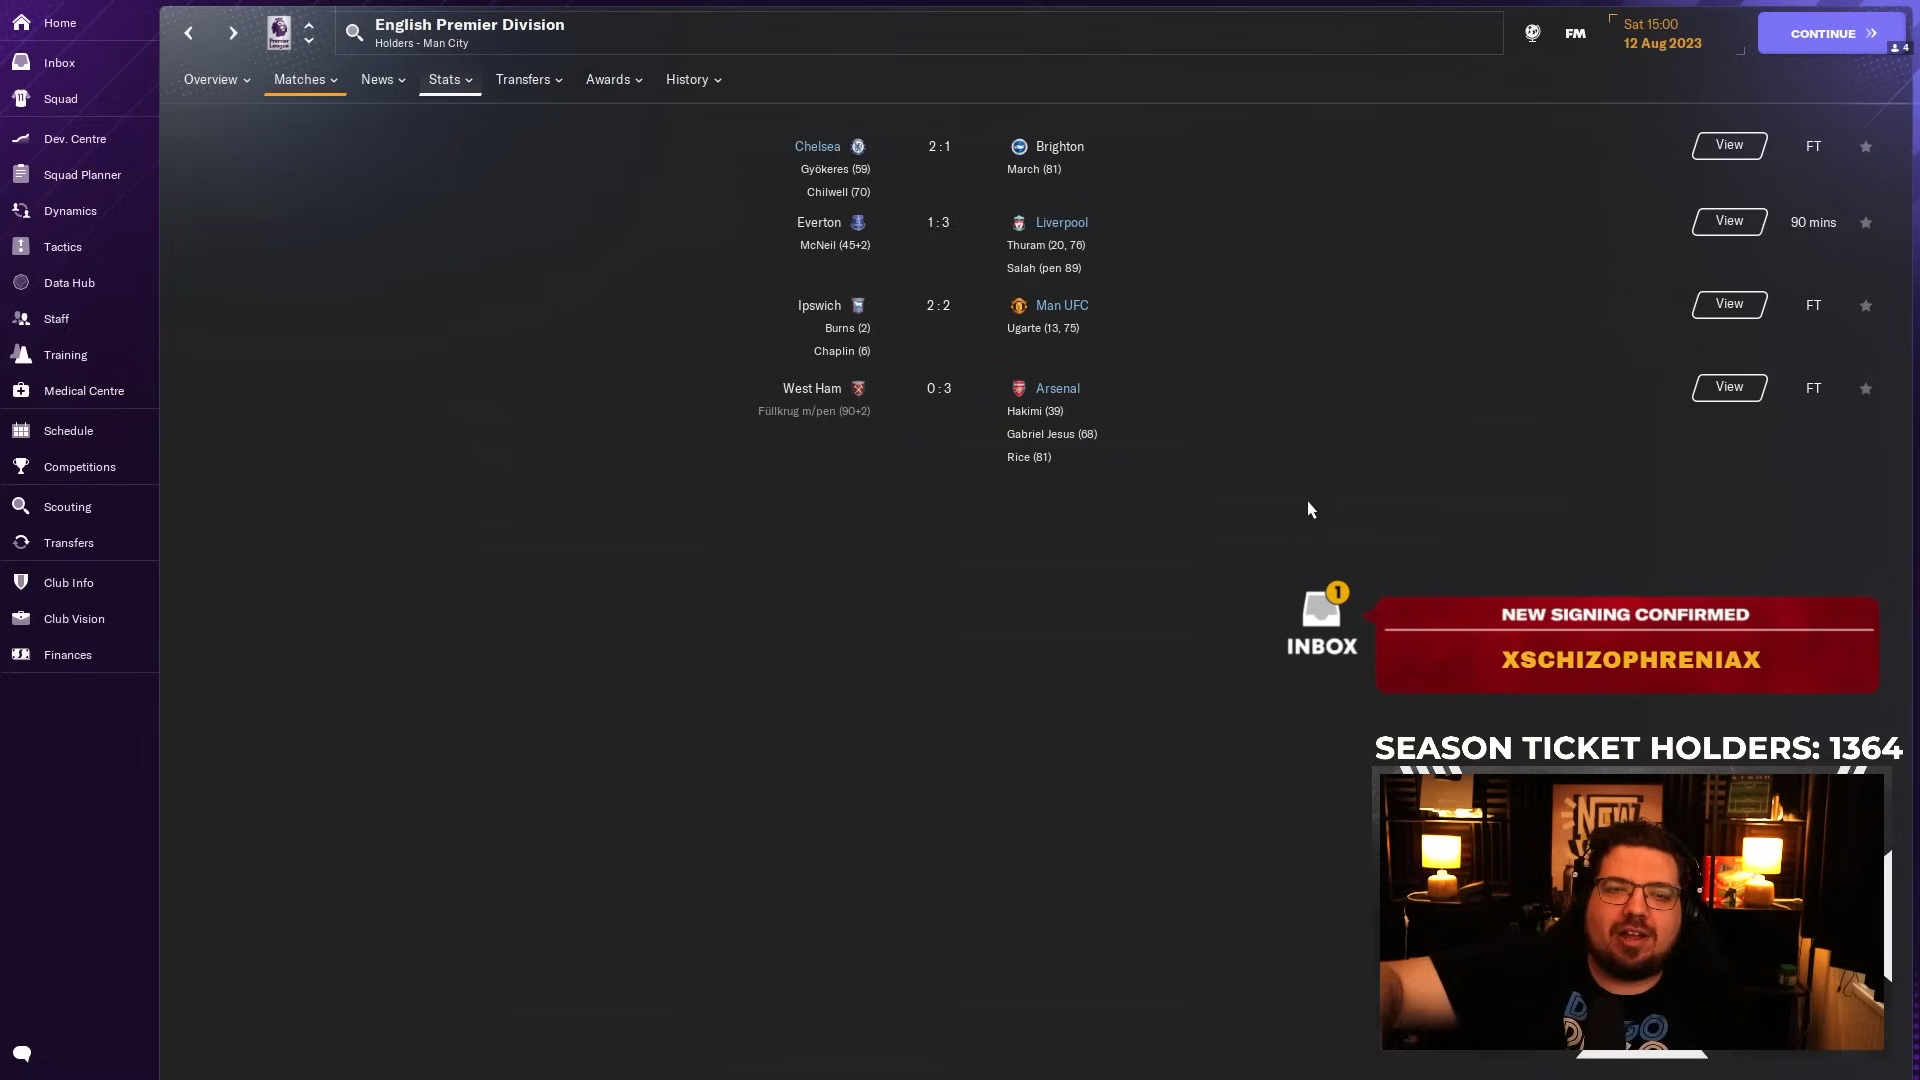 Home
Inbox
Squad
Dev. Centre
Squad Planner
Dynamics
Tactics
Data Hub
Staff
Training
Medical Centre
Schedule
Competitions
Scouting
Transfers
Club Info
Club Vision
Finances
English Premier Division
Holders - Man City
FM
Sat 15:00
12 Aug 2023
CONTINUE
4
Overview Matches News Stats Transfers Awards History
Chelsea 2 : 1 Brighton View FT
Gyökeres (59) March (81)
Chilwell (70)
Everton 1 : 3 Liverpool View 90 mins
McNeil (45+2) Thuram (20, 76)
Salah (pen 89)
Ipswich 2 : 2 Man UFC View FT
Burns (2) Ugarte (13, 75)
Chaplin (6)
West Ham 0 : 3 Arsenal View FT
Füllkrug m/pen (90+2) Hakimi (39)
Gabriel Jesus (68)
Rice (81)
1
INBOX
NEW SIGNING CONFIRMED
XSCHIZOPHRENIAX
SEASON TICKET HOLDERS: 1364